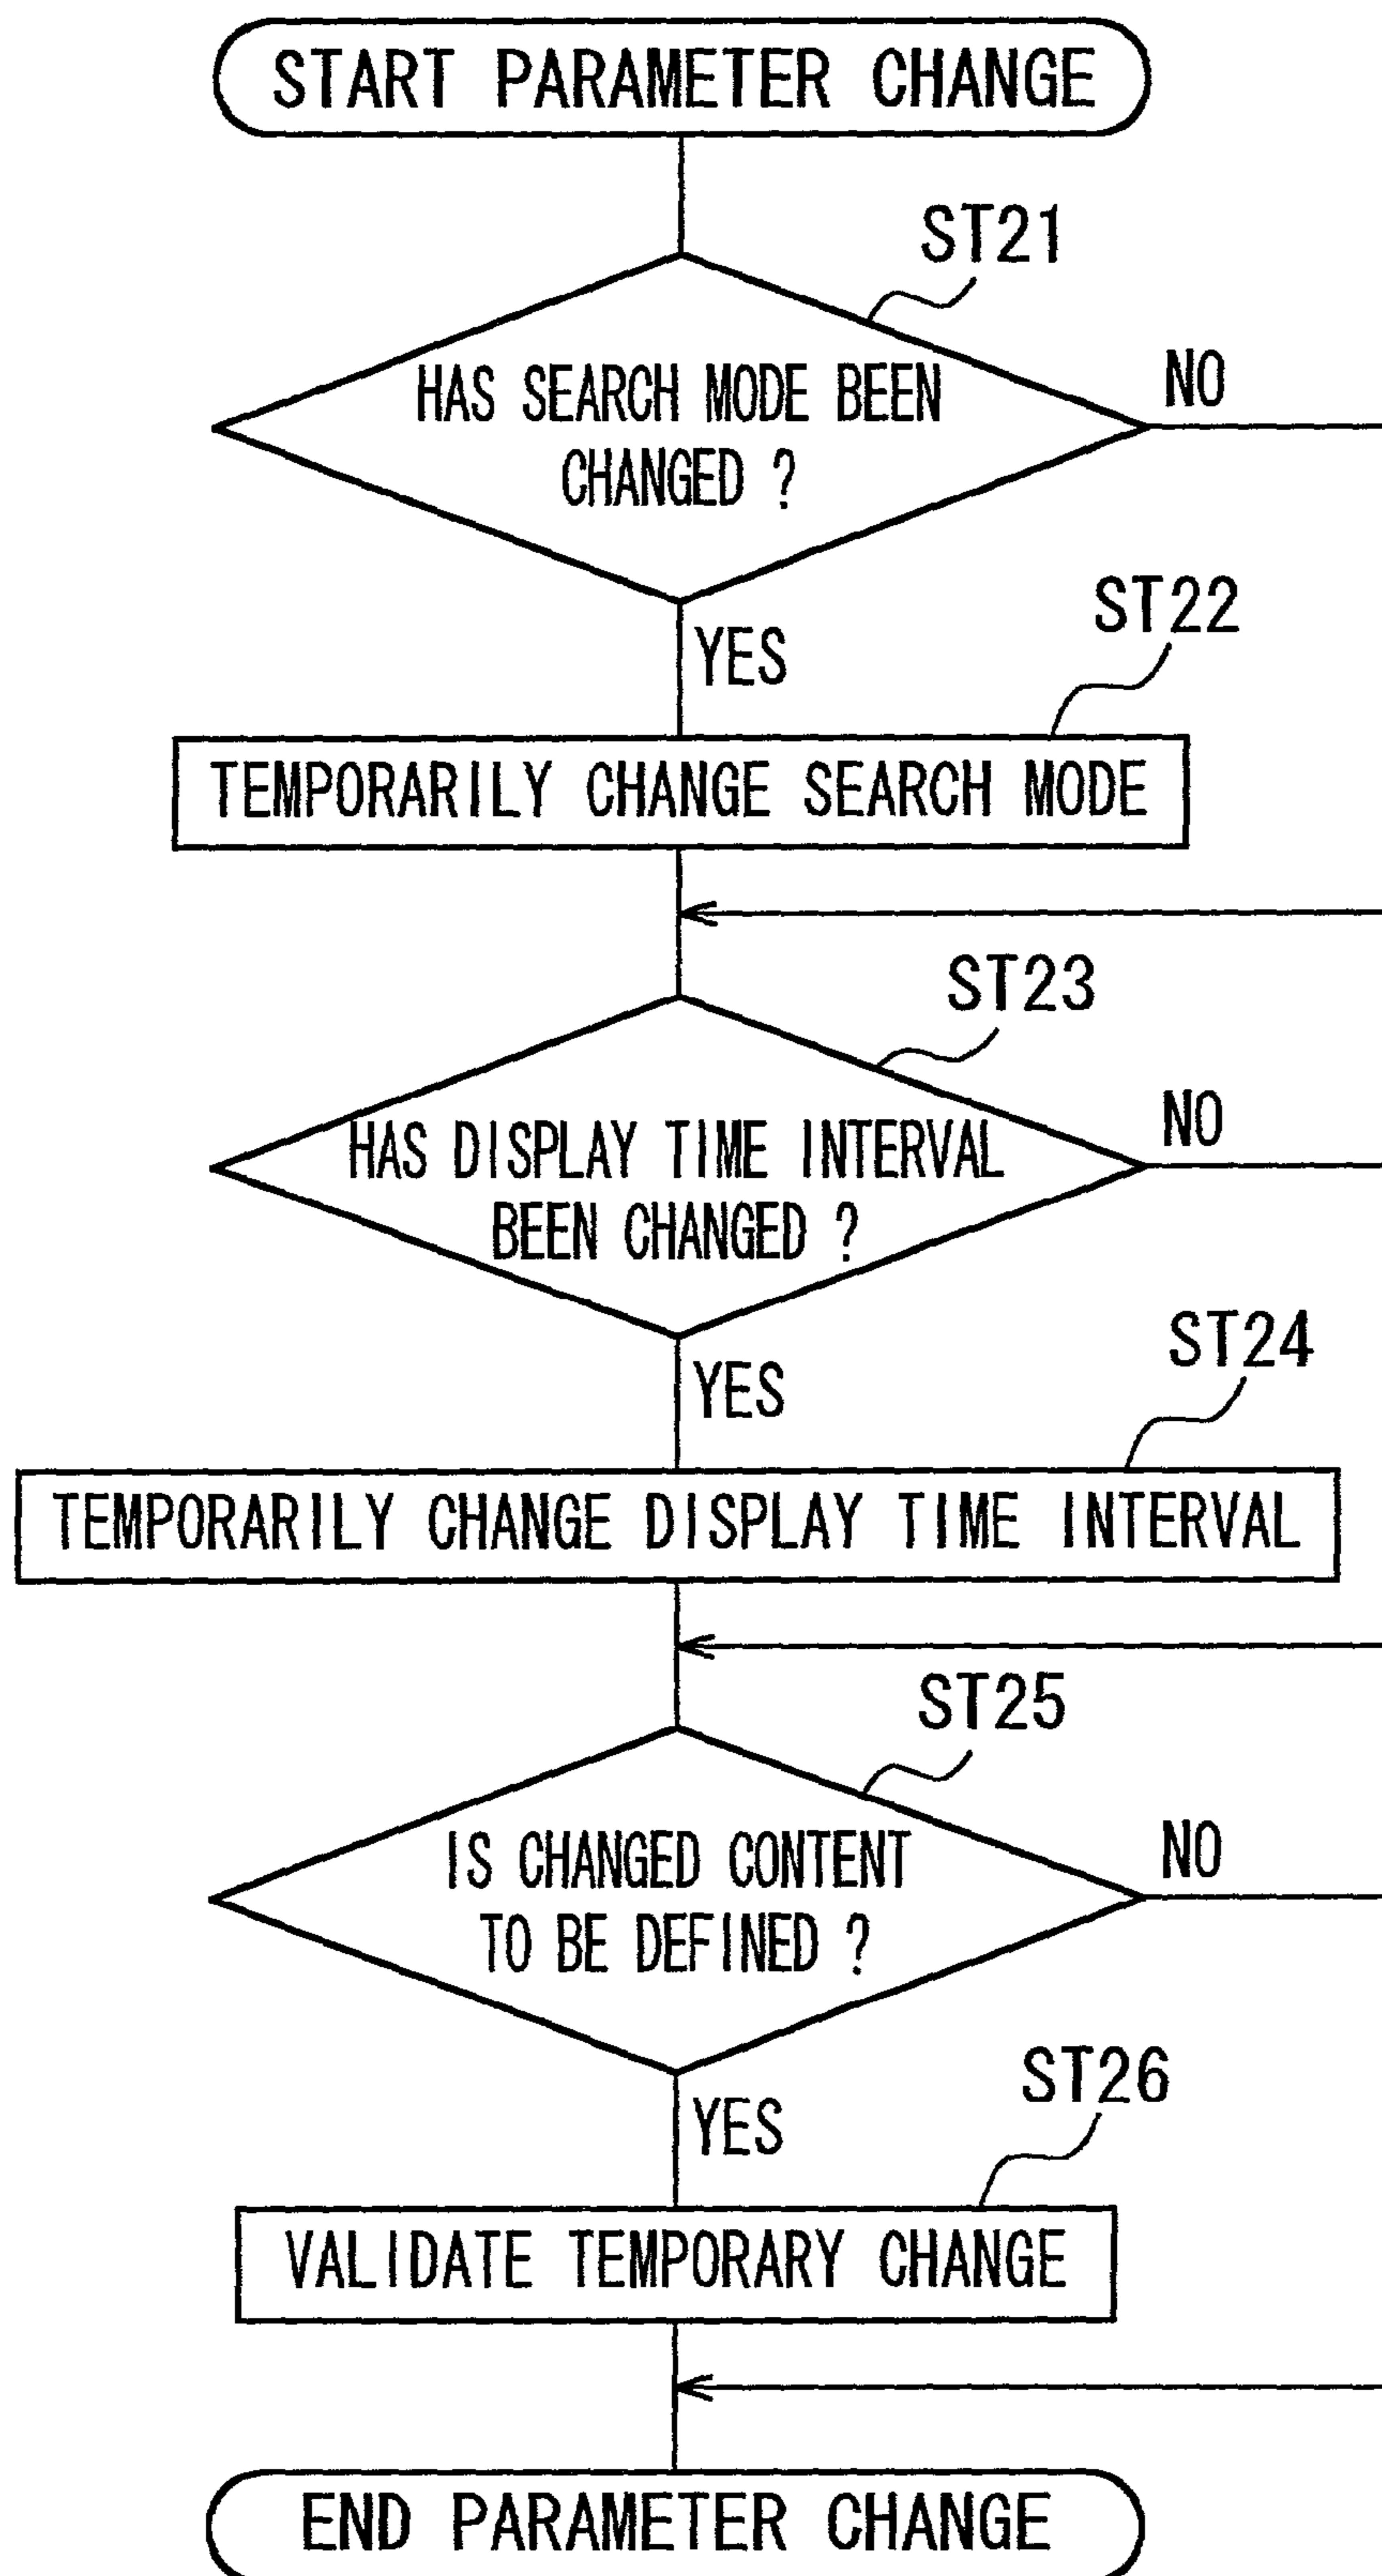 START PARAMETER CHANGE
ST21
HAS SEARCH MODE BEEN
CHANGED ?
NO
YES
ST22
TEMPORARILY CHANGE SEARCH MODE
ST23
HAS DISPLAY TIME INTERVAL
BEEN CHANGED ?
NO
YES
ST24
TEMPORARILY CHANGE DISPLAY TIME INTERVAL
ST25
IS CHANGED CONTENT
TO BE DEFINED ?
NO
YES
ST26
VALIDATE TEMPORARY CHANGE
END PARAMETER CHANGE